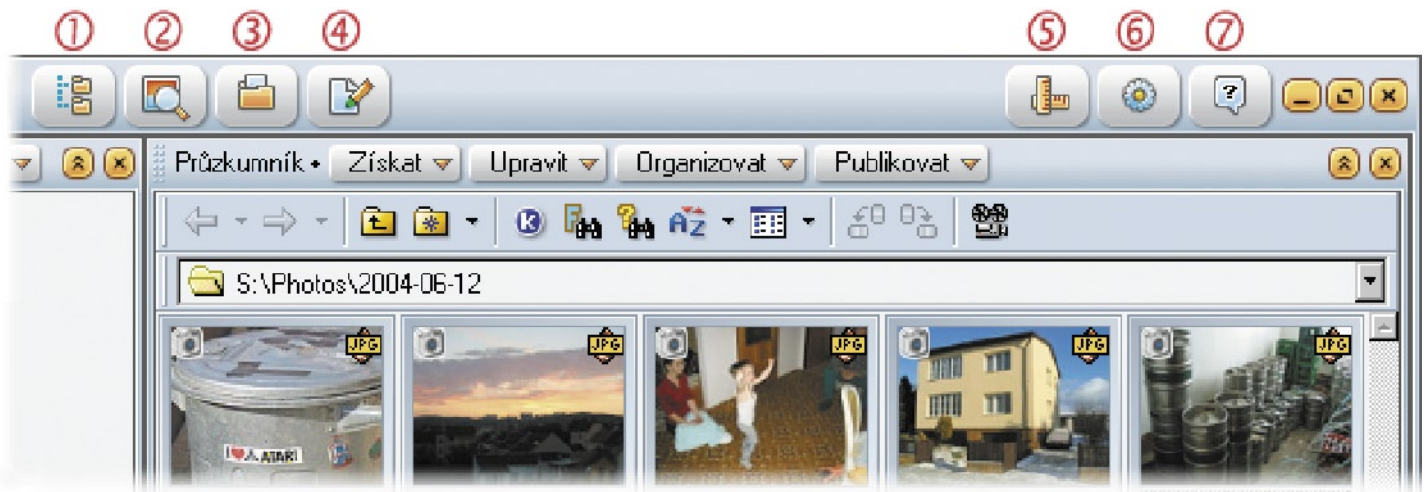 ① ② ③ ④ ⑤ ⑥ ⑦
Průzkumník • Získat Upravit Organizovat Publikovat
S:\Photos\2004-06-12
JPG JPG JPG JPG JPG
I ♥ ATARI